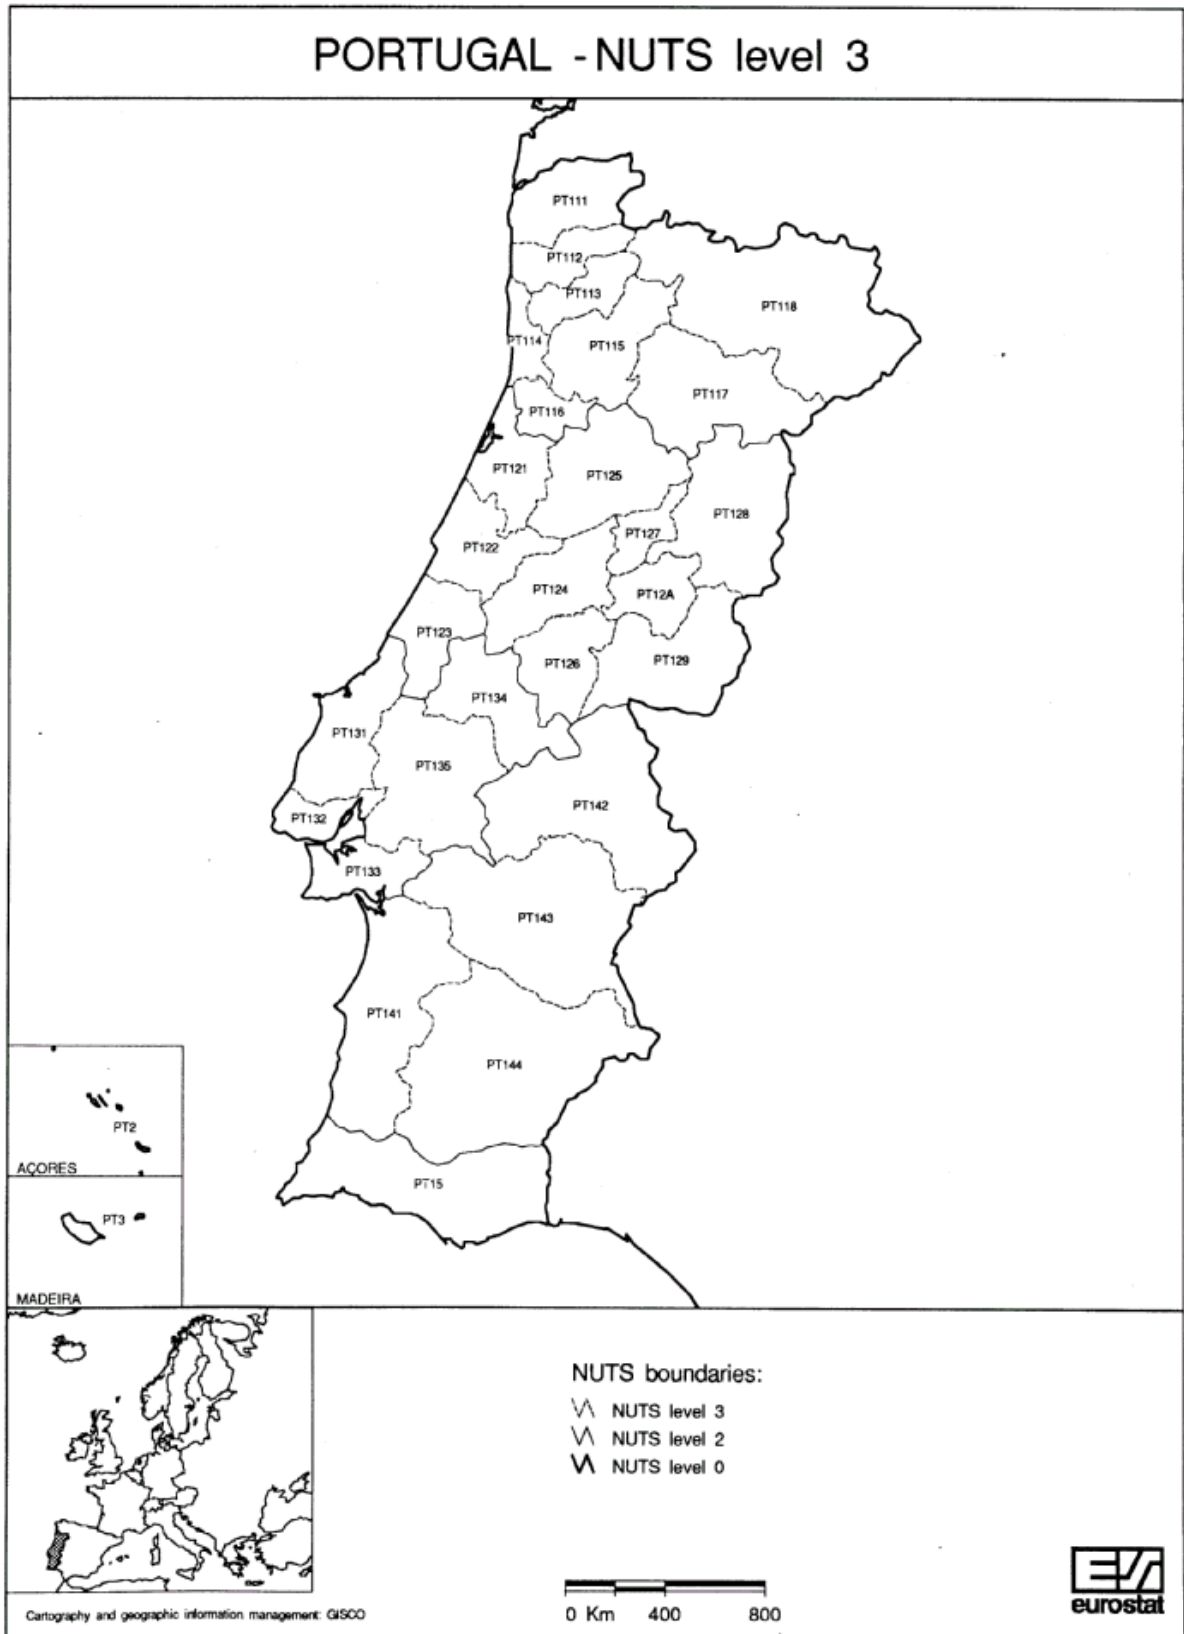 PORTUGAL - NUTS level 3
PT111
PT112
PT113
PT118
PT114
PT115
PT117
PT116
PT121
PT125
PT128
PT127
PT122
PT124
PT12A
PT123
PT126
PT129
PT134
PT131
PT135
PT142
PT132
PT133
PT143
PT141
PT144
PT15
PT2
AÇORES
PT3
MADEIRA
NUTS boundaries:
NUTS level 3
NUTS level 2
NUTS level 0
Cartography and geographic information management: GISCO
0 Km 400 800
eurostat